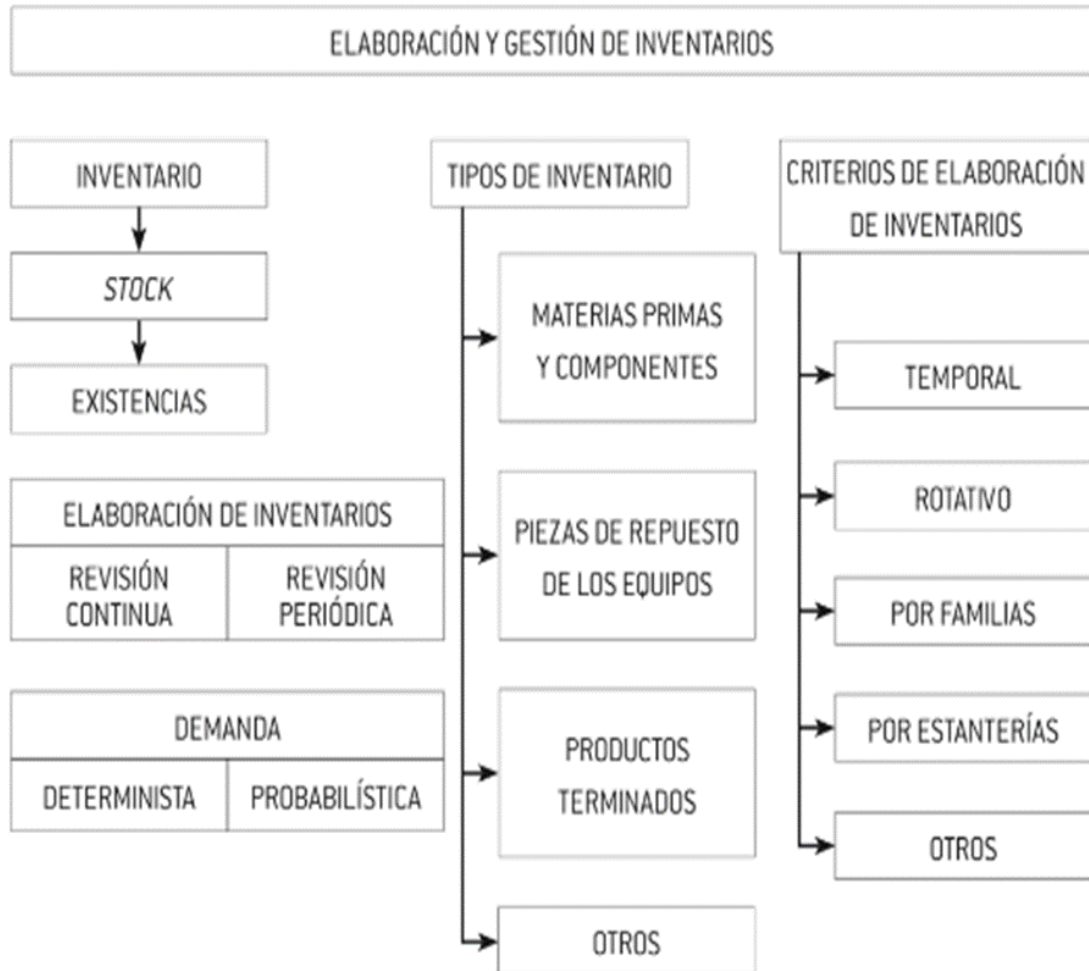 ELABORACIÓN Y GESTIÓN DE INVENTARIOS
INVENTARIO
STOCK
EXISTENCIAS
ELABORACIÓN DE INVENTARIOS
REVISIÓN
CONTINUA
REVISIÓN
PERIÓDICA
DEMANDA
DETERMINISTA
PROBABILÍSTICA
TIPOS DE INVENTARIO
MATERIAS PRIMAS
Y COMPONENTES
PIEZAS DE REPUESTO
DE LOS EQUIPOS
PRODUCTOS
TERMINADOS
OTROS
CRITERIOS DE ELABORACIÓN
DE INVENTARIOS
TEMPORAL
ROTATIVO
POR FAMILIAS
POR ESTANTERÍAS
OTROS